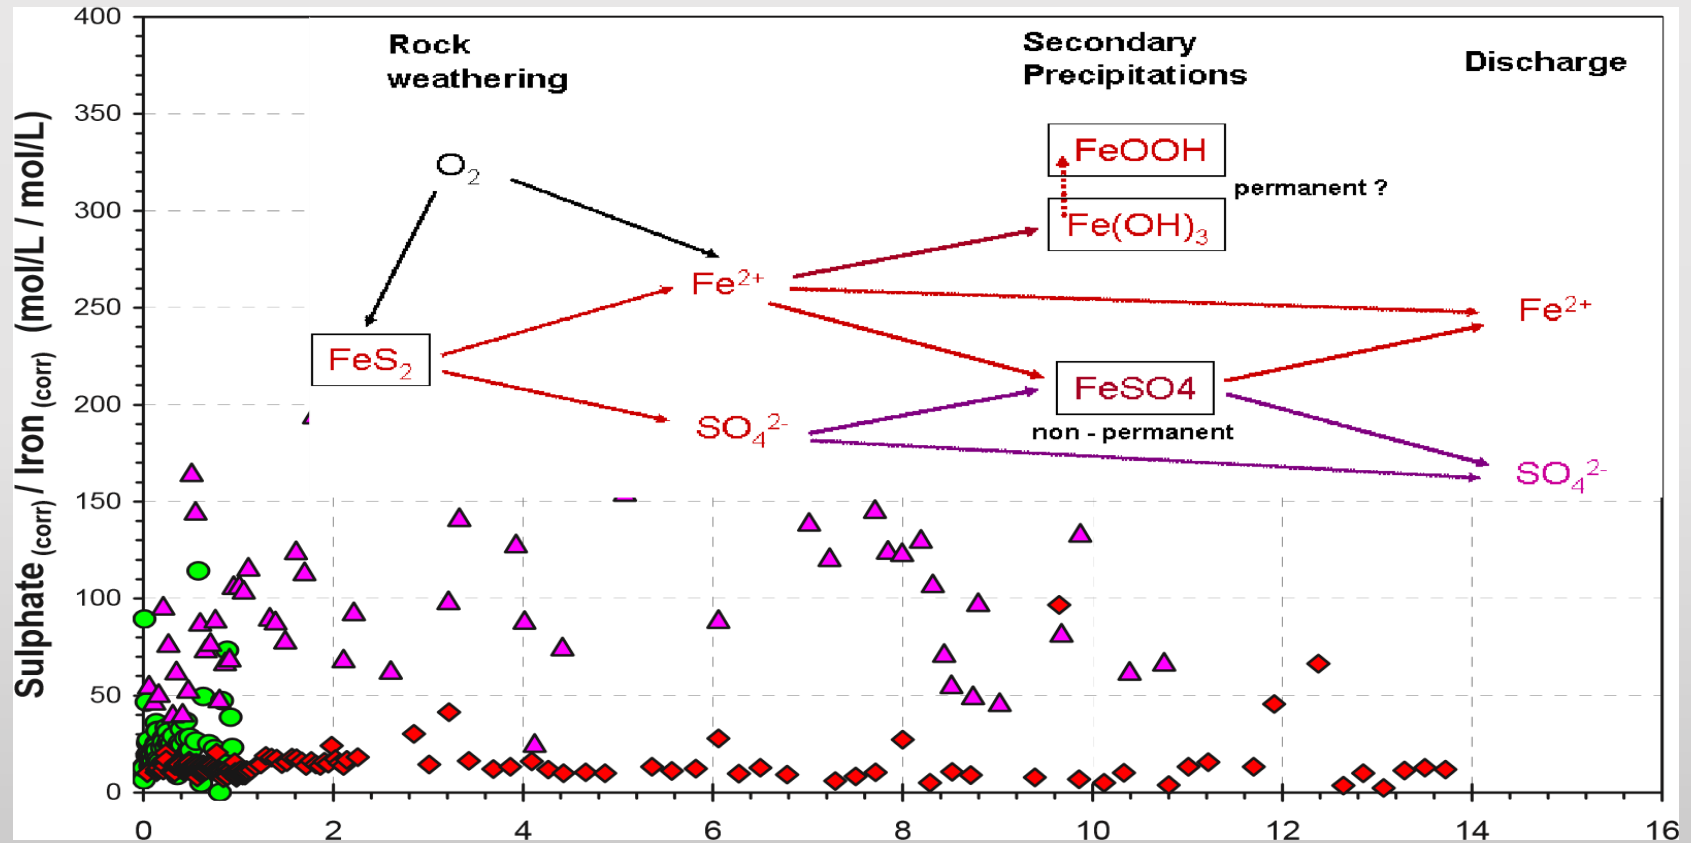 Sulphate (corr) / Iron (corr) (mol/L / mol/L)
400
350
300
250
200
150
100
50
0
Rock
weathering
Secondary
Precipitations
Discharge
O₂
FeOOH
permanent ?
Fe(OH)₃
Fe²⁺
Fe²⁺
FeS₂
FeSO4
SO₄²⁻
non - permanent
SO₄²⁻
0 2 4 6 8 10 12 14 16